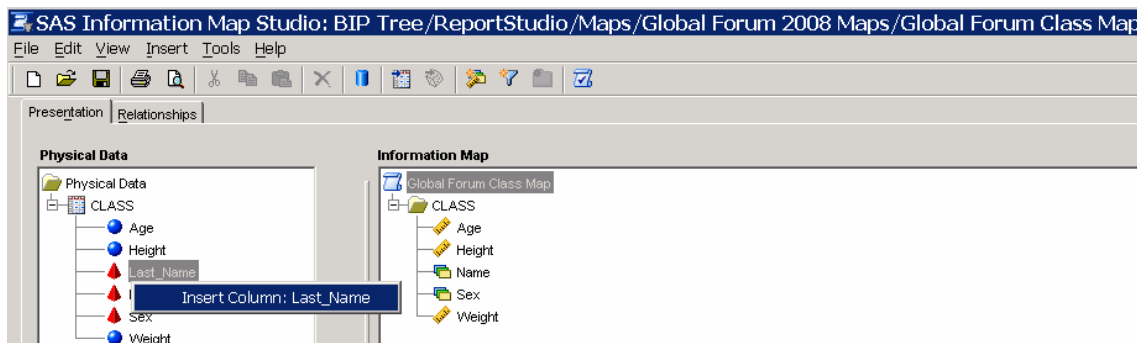 SAS Information Map Studio: BIP Tree/ReportStudio/Maps/Global Forum 2008 Maps/Global Forum Class Map
File Edit View Insert Tools Help
Presentation Relationships
Physical Data
Physical Data
CLASS
Age
Height
Last_Name
Insert Column: Last_Name
Sex
Weight
Information Map
Global Forum Class Map
CLASS
Age
Height
Name
Sex
Weight